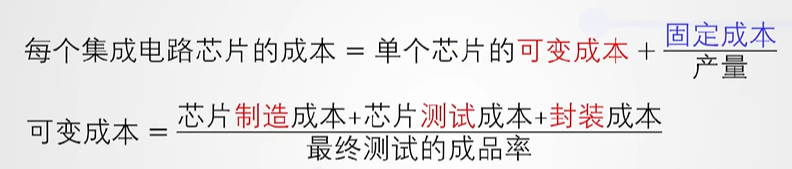 每个集成电路芯片的成本 = 单个芯片的可变成本 + 固定成本
产量
可变成本 = 芯片制造成本+芯片测试成本+封装成本
最终测试的成品率